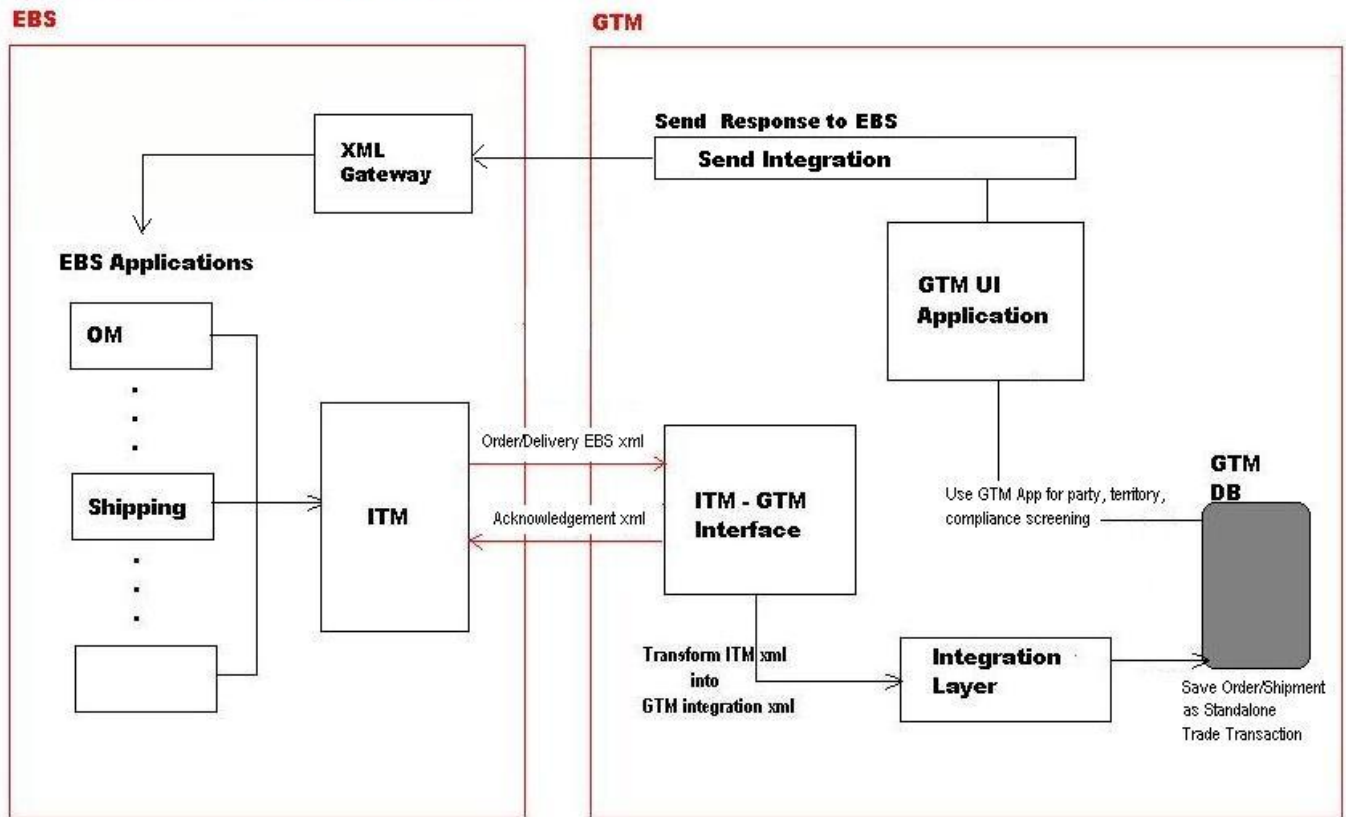 EBS
GTM
Send Response to EBS
Send Integration
XML
Gateway
EBS Applications
GTM UI
Application
OM
Shipping
ITM
Order/Delivery EBS xml
Acknowledgement xml
ITM - GTM
Interface
Use GTM App for party, territory,
compliance screening
GTM
DB
Transform ITM xml
into
GTM integration xml
Integration
Layer
Save Order/Shipment
as Standalone
Trade Transaction